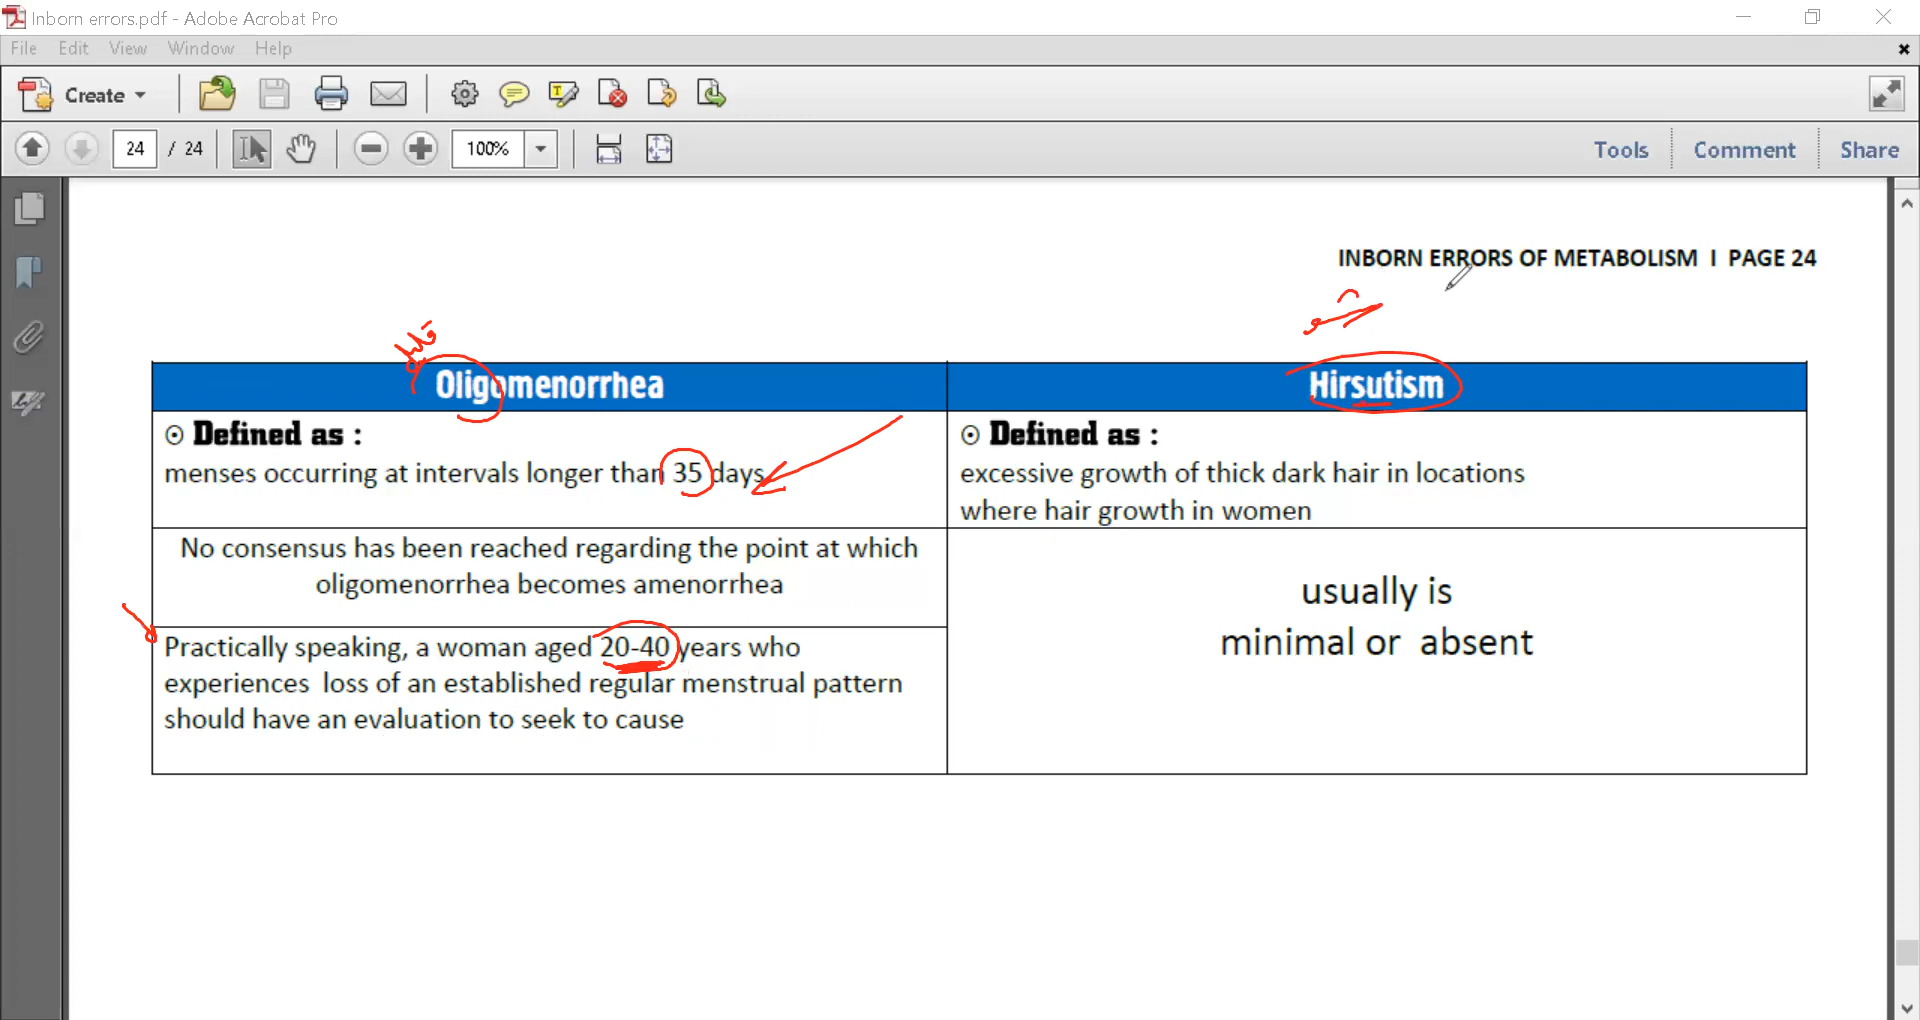 Inborn errors.pdf - Adobe Acrobat Pro
File Edit View Window Help
Create
24 / 24 100% Tools Comment Share
INBORN ERRORS OF METABOLISM I PAGE 24
Oligomenorrhea
Defined as :
menses occurring at intervals longer than 35 days
No consensus has been reached regarding the point at which
oligomenorrhea becomes amenorrhea
Practically speaking, a woman aged 20-40 years who
experiences loss of an established regular menstrual pattern
should have an evaluation to seek to cause
Hirsutism
Defined as :
excessive growth of thick dark hair in locations
where hair growth in women
usually is
minimal or absent